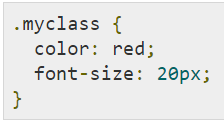 .myclass {
  color: red;
  font-size: 20px;
}